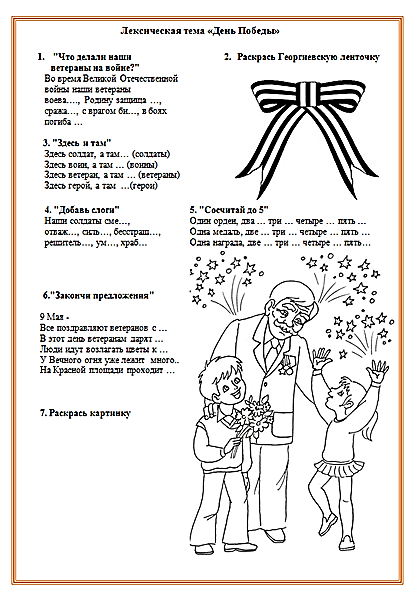 Лексическая тема «День Победы»
1. "Что делали наши
ветераны на войне?"
Во время Великой Отечественной
войны наши ветераны
воева…., Родину защища …,
сража…, с врагом би…, в боях
погиба …
2. Раскрась Георгиевскую ленточку
3. "Здесь и там"
Здесь солдат, а там… (солдаты)
Здесь воин, а там … (воины)
Здесь ветеран, а там … (ветераны)
Здесь герой, а там …(герои)
4. "Добавь слоги"
Наши солдаты сме…,
отваж…, силь…, бесстраш…,
решитель…, ум…, храб…
5. "Сосчитай до 5"
Один орден, два … три … четыре … пять …
Одна медаль, две … три … четыре … пять …
Одна награда, две … три … четыре … пять…
6."Закончи предложения"
9 Мая -
Все поздравляют ветеранов с …
В этот день ветеранам дарят …
Люди идут возлагать цветы к …
У Вечного огня уже лежит много..
На Красной площади проходит …
7. Раскрась картинку